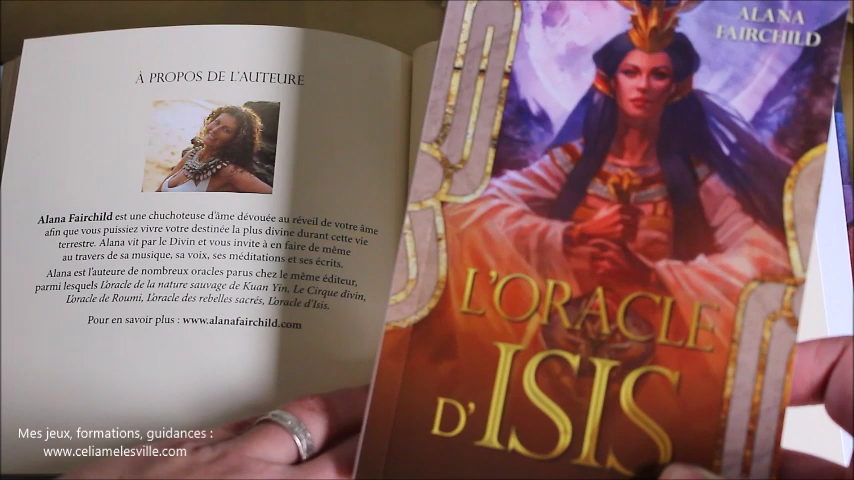 À PROPOS DE L'AUTEURE
Alana Fairchild est une chuchoteuse d'âme dévouée au réveil de votre âme
afin que vous puissiez vivre votre destinée la plus divine durant cette vie
terrestre. Alana vit par le Divin et vous invite à en faire de même
au travers de sa musique, sa voix, ses méditations et ses écrits.
Alana est l'auteure de nombreux oracles parus chez le même éditeur,
parmi lesquels L'oracle de la nature sauvage de Kuan Yin, Le Cirque divin,
L'oracle de Roumi, L'oracle des rebelles sacrés, L'oracle d'Isis.
Pour en savoir plus : www.alanafairchild.com
ALANA
FAIRCHILD
L'ORACLE
D'ISIS
Mes jeux, formations, guidances :
www.celiamelesville.com